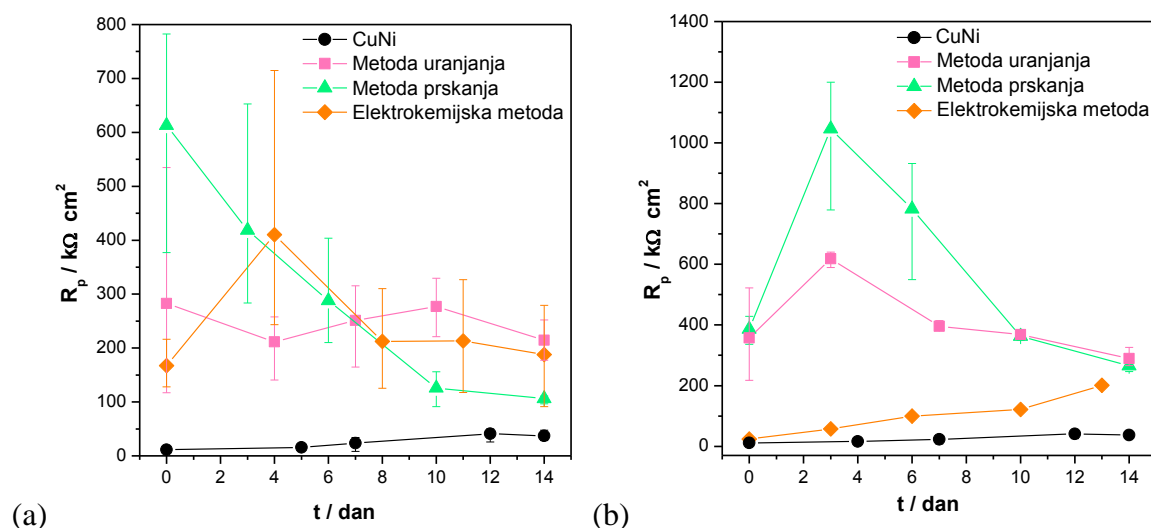 800
700
600
500
400
300
200
100
0
R_p / kΩ cm²
CuNi
Metoda uranjanja
Metoda prskanja
Elektrokemijska metoda
0 2 4 6 8 10 12 14
t / dan
(a)
1400
1200
1000
800
600
400
200
0
R_p / kΩ cm²
CuNi
Metoda uranjanja
Metoda prskanja
Elektrokemijska metoda
0 2 4 6 8 10 12 14
t / dan
(b)